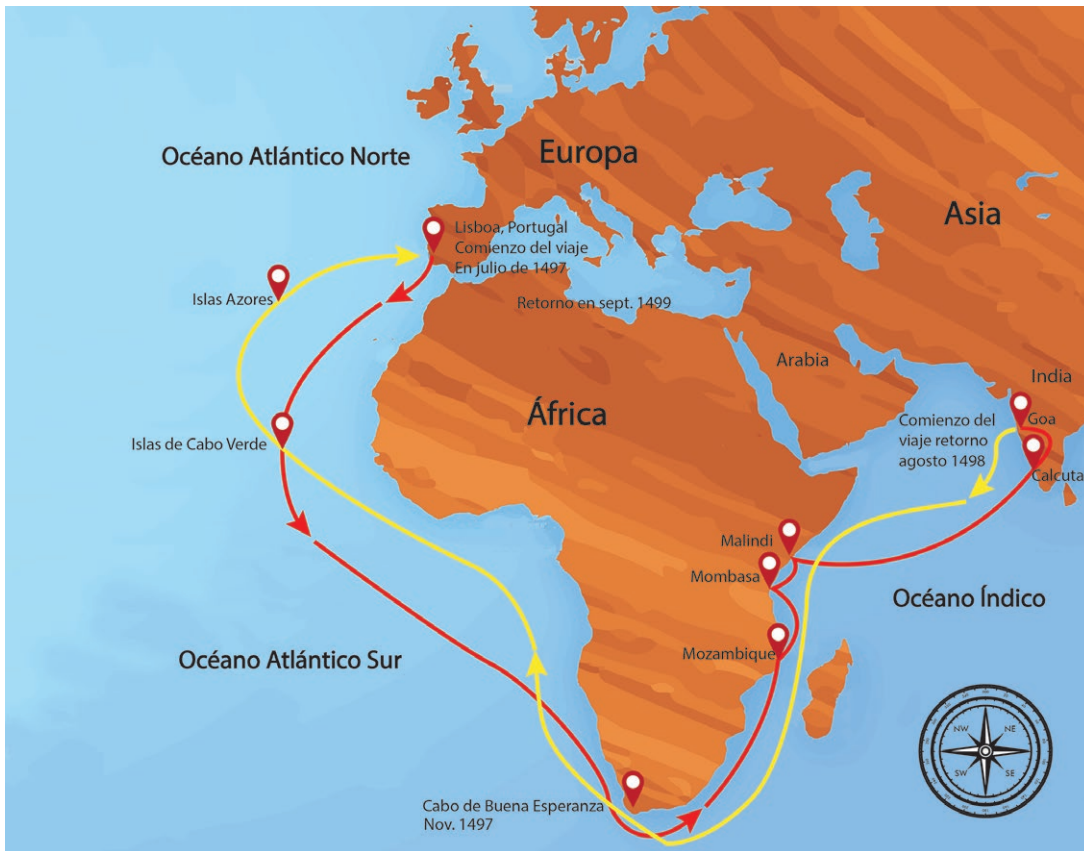 Océano Atlántico Norte
Europa
Asia
Lisboa, Portugal
Comienzo del viaje
En julio de 1497
Islas Azores
Retorno en sept. 1499
Arabia
India
África
Islas de Cabo Verde
Comienzo del
viaje retorno
agosto 1498
Goa
Calcuta
Malindi
Mombasa
Océano Índico
Mozambique
Océano Atlántico Sur
NW
NE
SW
SE
Cabo de Buena Esperanza
Nov. 1497